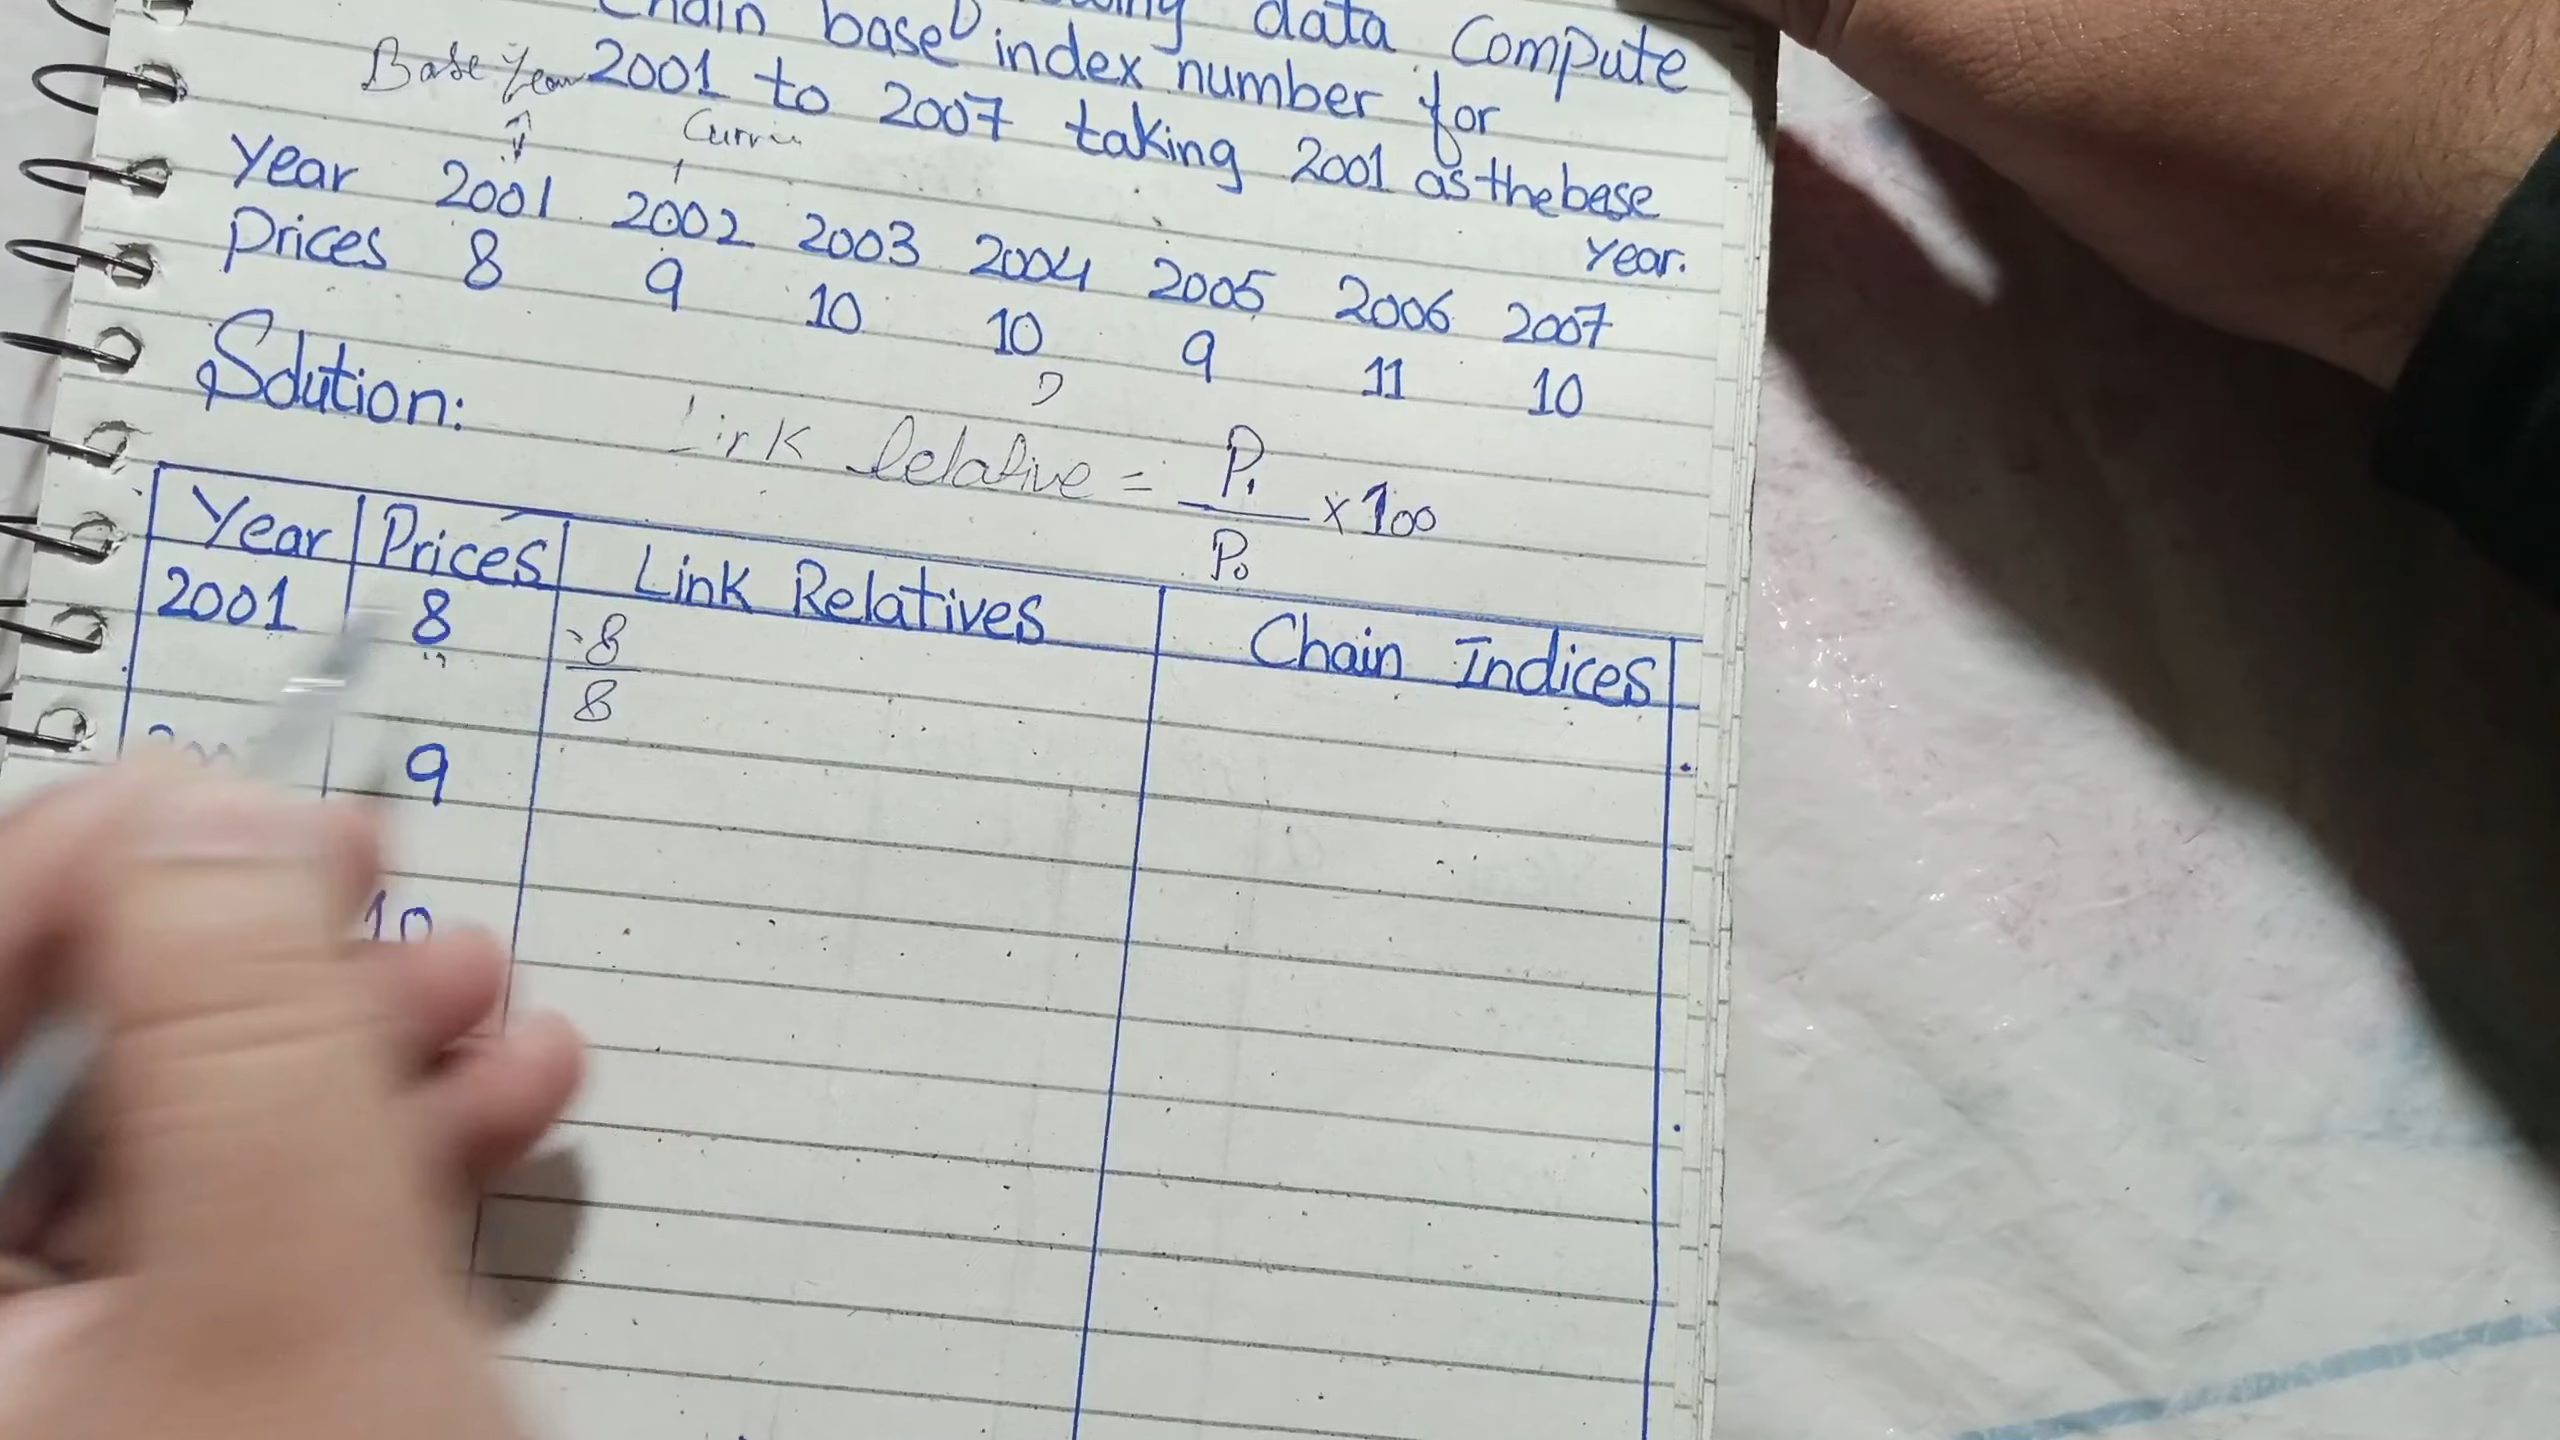 Chain base index number for
data Compute
Base Year 2001 to 2007 taking 2001 as the base
Year.
Year 2001 2002 2003 2004 2005 2006 2007
Prices 8 9 10 10 9 11 10
Solution:
Link Relative = P₁ / P₀ × 100
Year Prices Link Relatives Chain Indices
2001 8 8/8
9
10